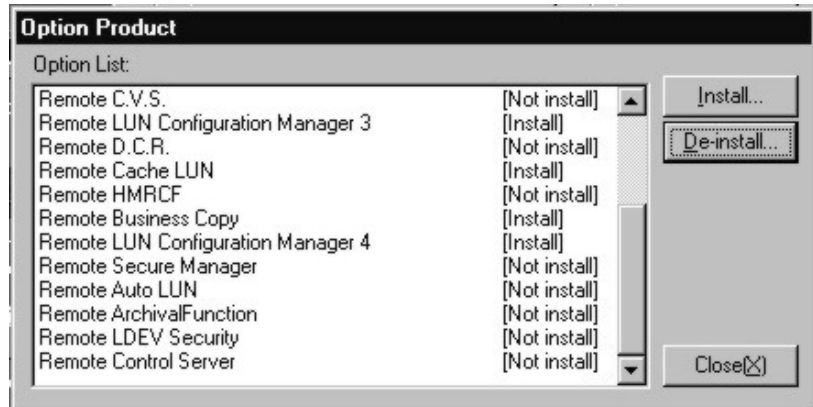 Option Product
Option List:
Remote C.V.S. [Not install]
Remote LUN Configuration Manager 3 [Install]
Remote D.C.R. [Not install]
Remote Cache LUN [Install]
Remote HMRCF [Not install]
Remote Business Copy [Install]
Remote LUN Configuration Manager 4 [Install]
Remote Secure Manager [Not install]
Remote Auto LUN [Not install]
Remote ArchivalFunction [Not install]
Remote LDEV Security [Not install]
Remote Control Server [Not install]
Install...
De-install...
Close(X)